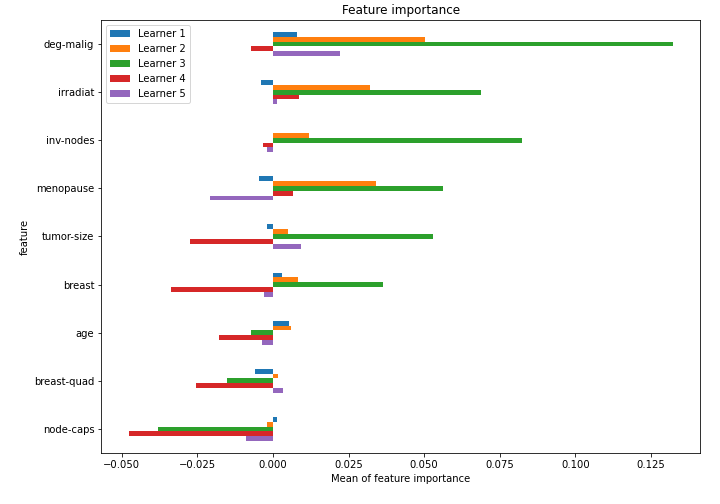 Feature importance
Learner 1
Learner 2
Learner 3
Learner 4
Learner 5
feature
deg-malig
irradiat
inv-nodes
menopause
tumor-size
breast
age
breast-quad
node-caps
−0.050 −0.025 0.000 0.025 0.050 0.075 0.100 0.125
Mean of feature importance